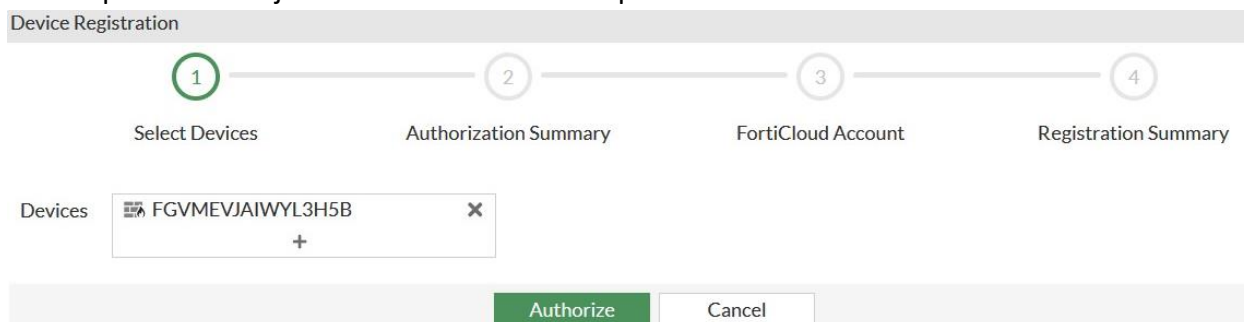 Device Registration
1 2 3 4
Select Devices Authorization Summary FortiCloud Account Registration Summary
Devices FGVMEVJAIWYL3H5B ×
+
Authorize Cancel